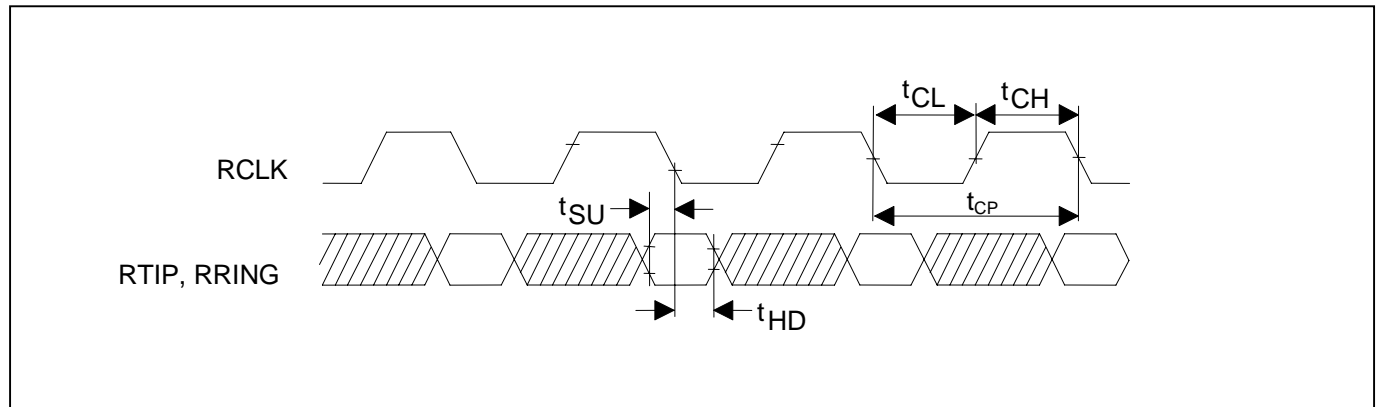 tCL tCH
RCLK
tSU
tCP
RTIP, RRING
tHD